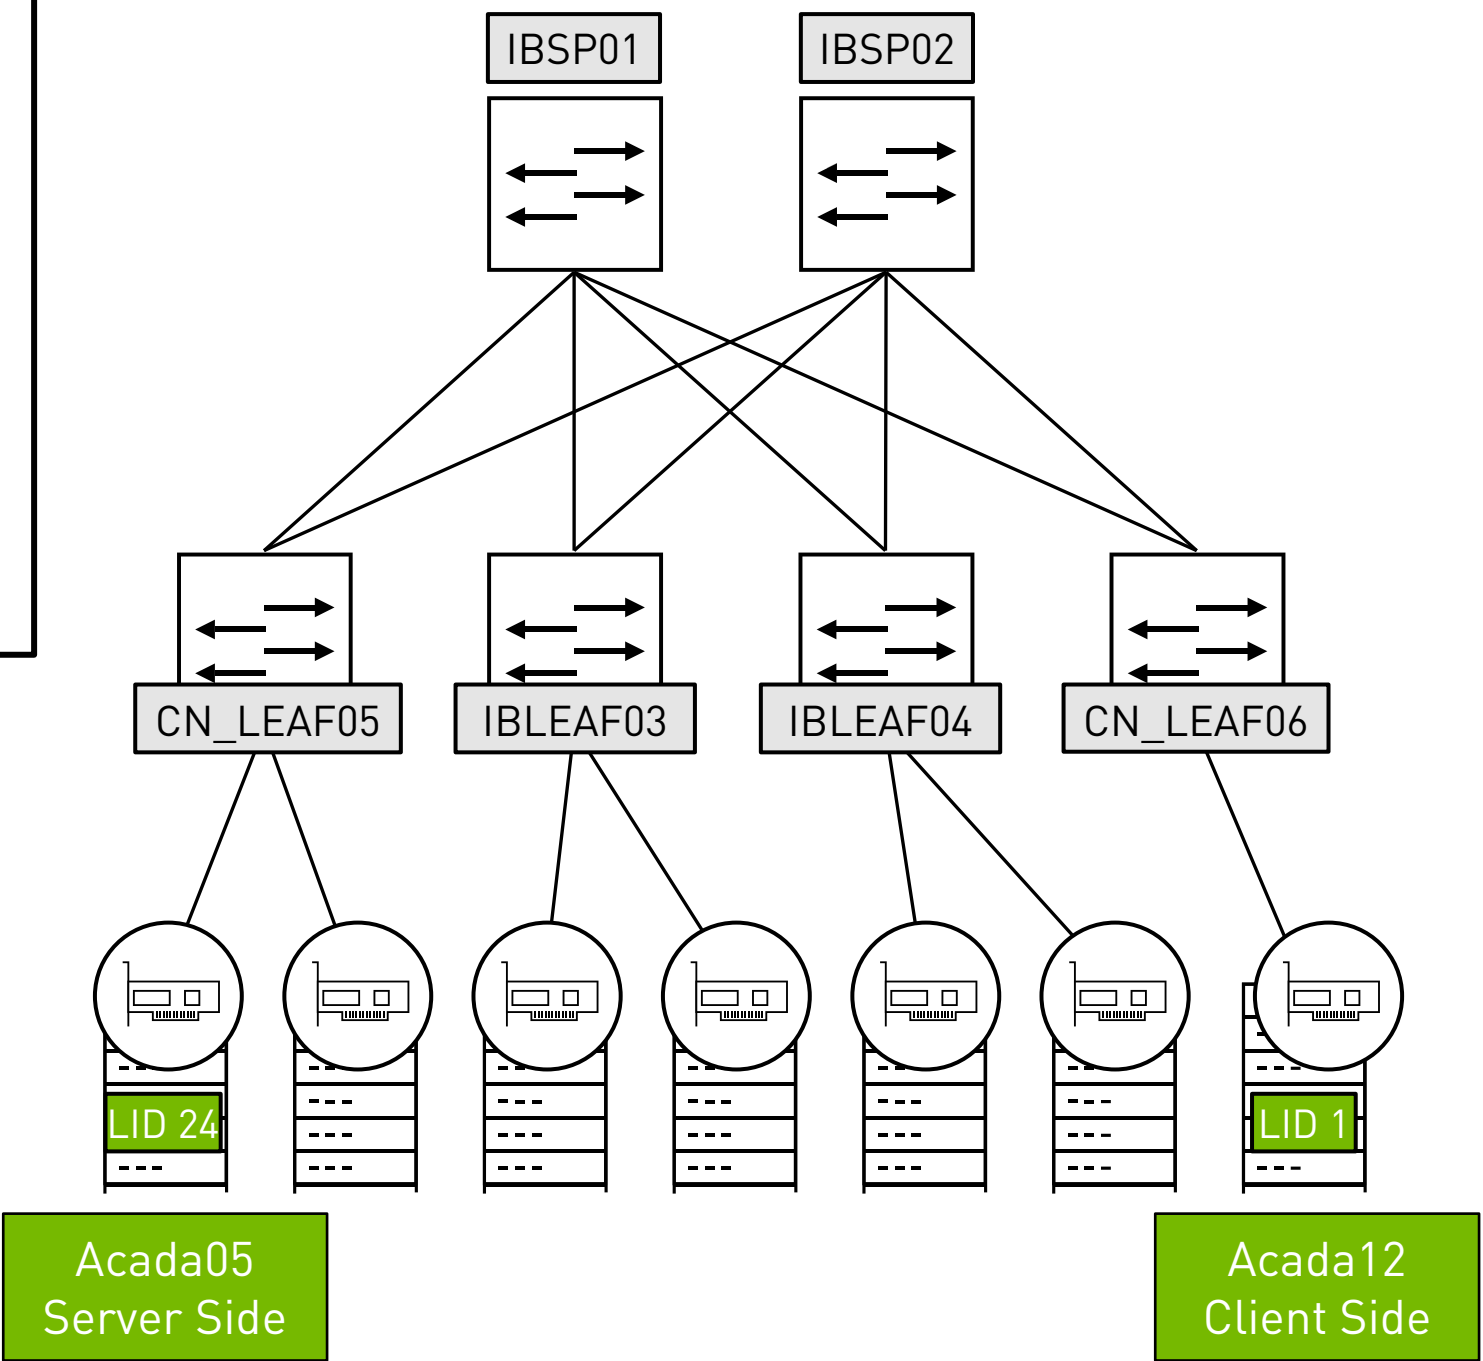 IBSP01
IBSP02
CN_LEAF05
IBLEAF03
IBLEAF04
CN_LEAF06
LID 24
LID 1
Acada05
Server Side
Acada12
Client Side